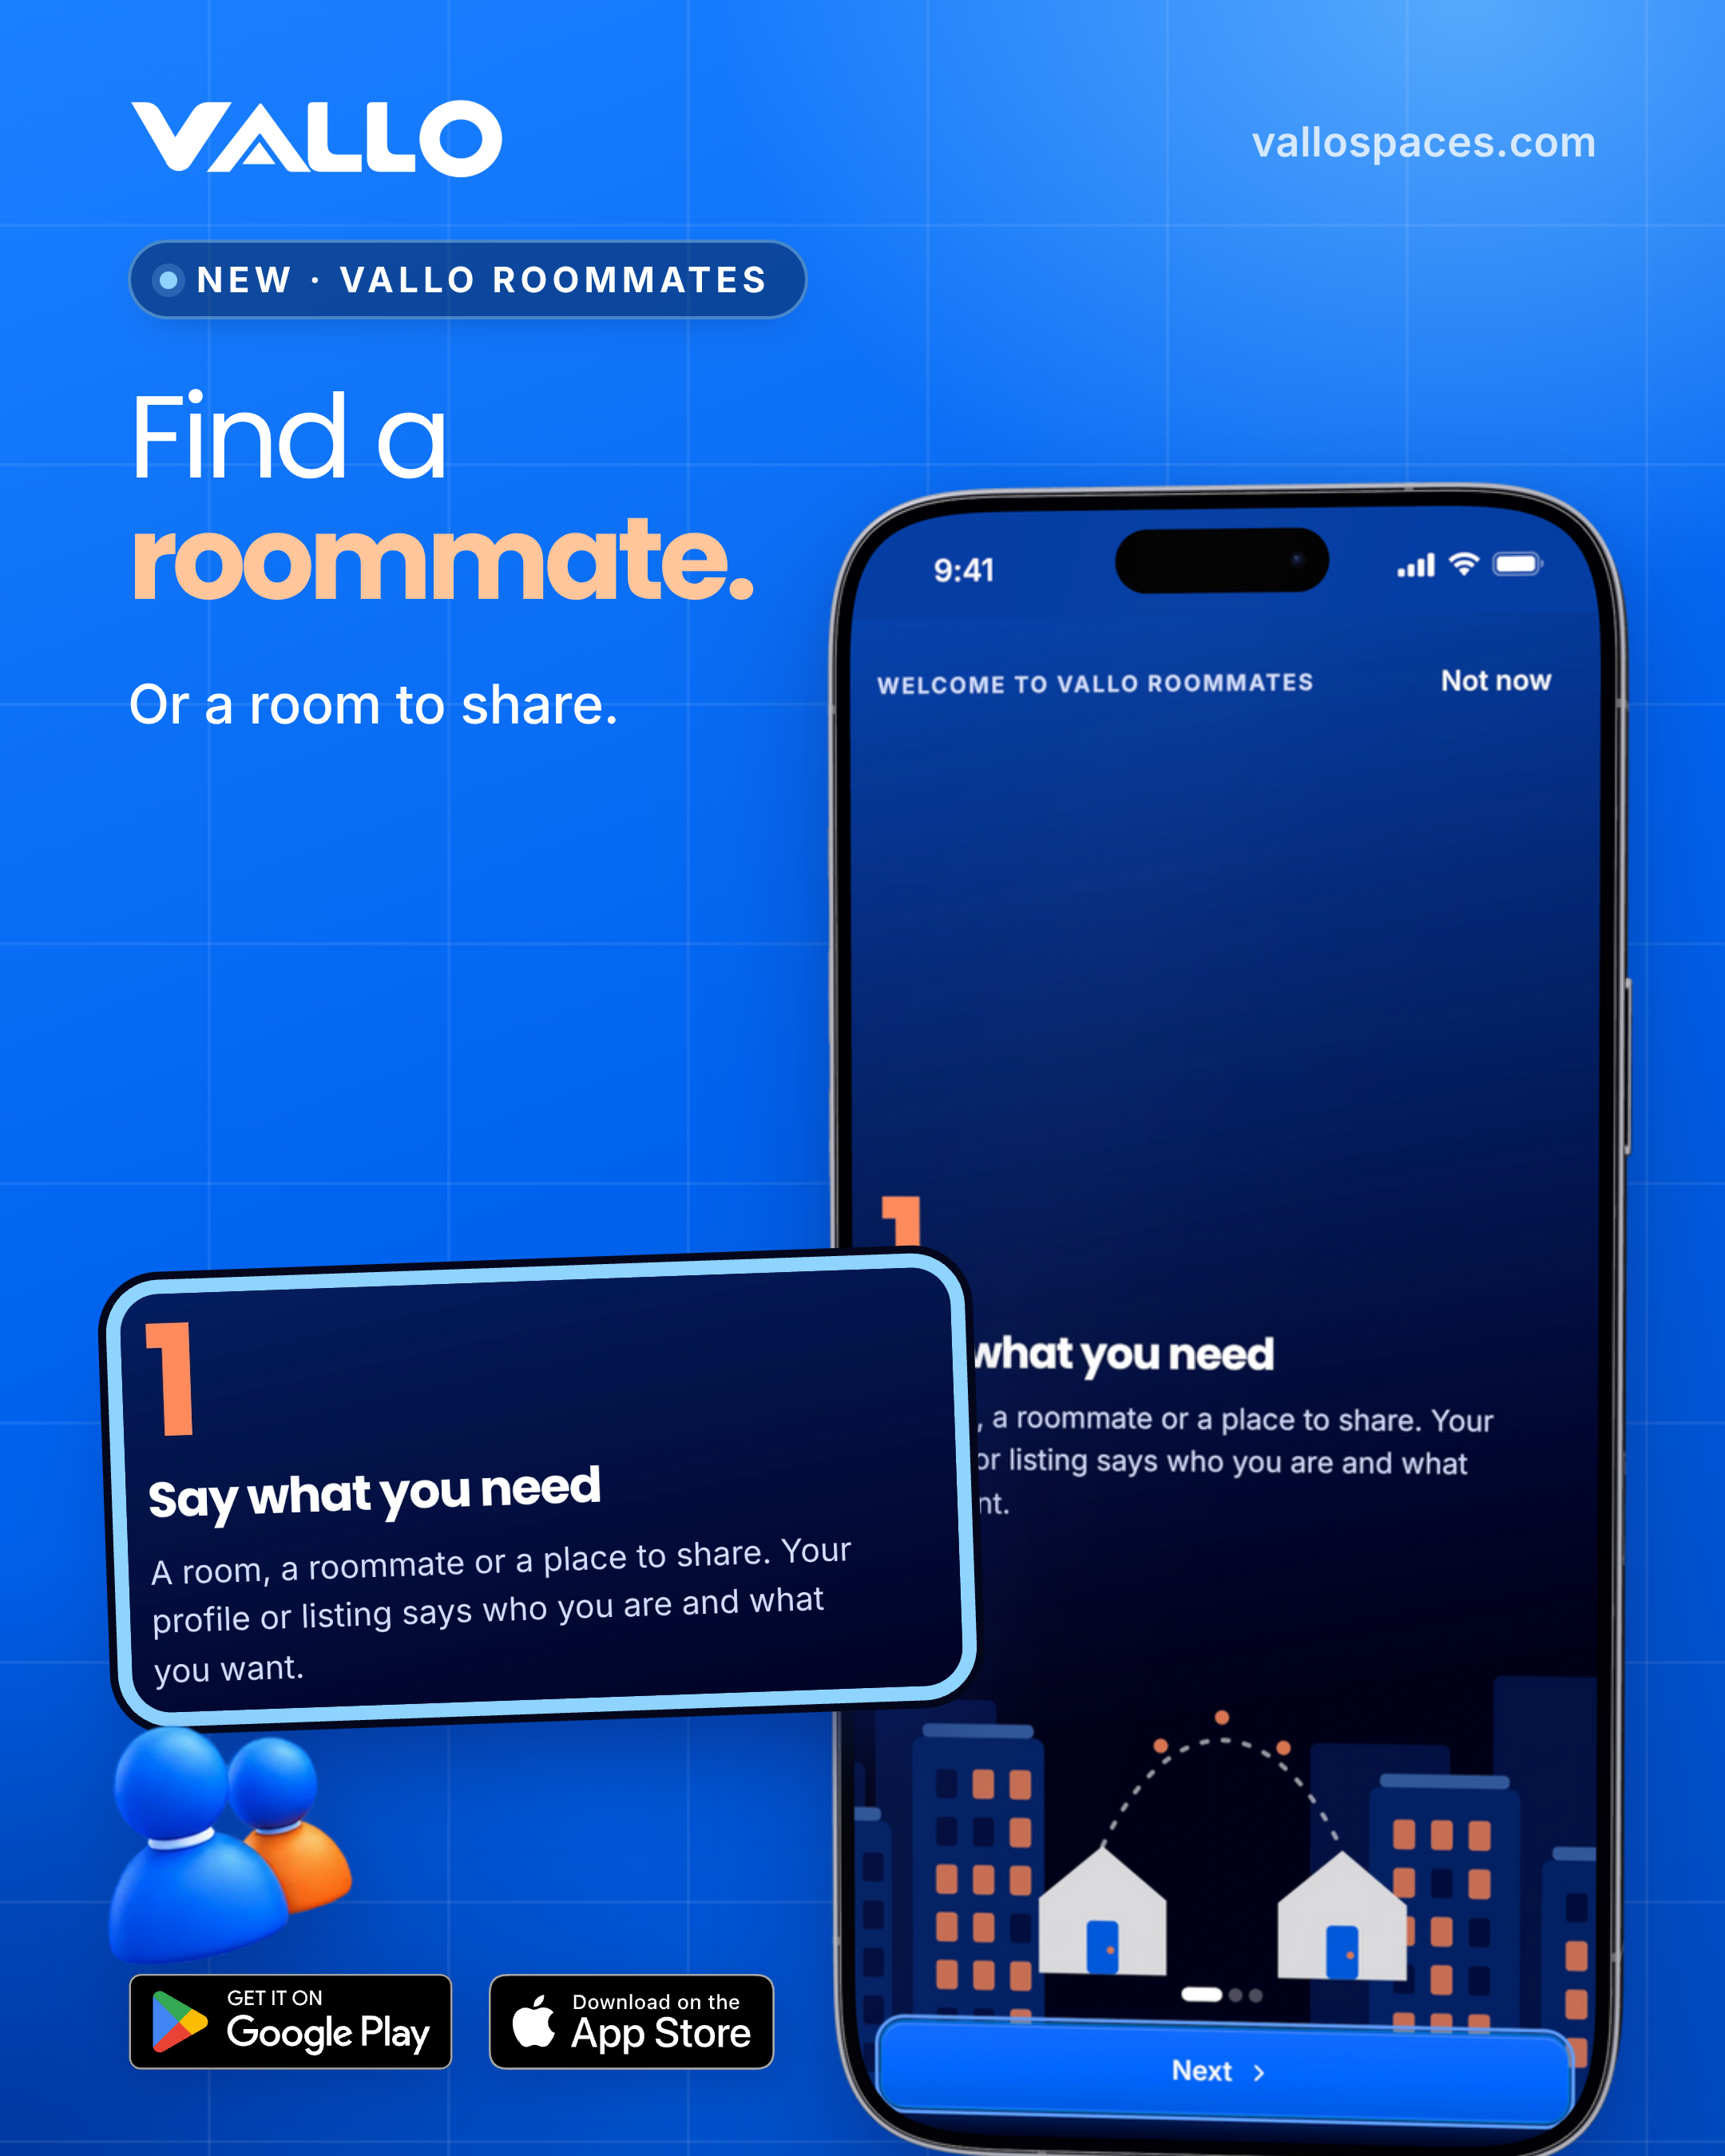 VALLO
vallospaces.com
NEW · VALLO ROOMMATES
Find a
roommate.
Or a room to share.
9:41
WELCOME TO VALLO ROOMMATES
Not now
1
what you need
, a roommate or a place to share. Your
or listing says who you are and what
nt.
1
Say what you need
A room, a roommate or a place to share. Your
profile or listing says who you are and what
you want.
GET IT ON
Google Play
Download on the
App Store
Next